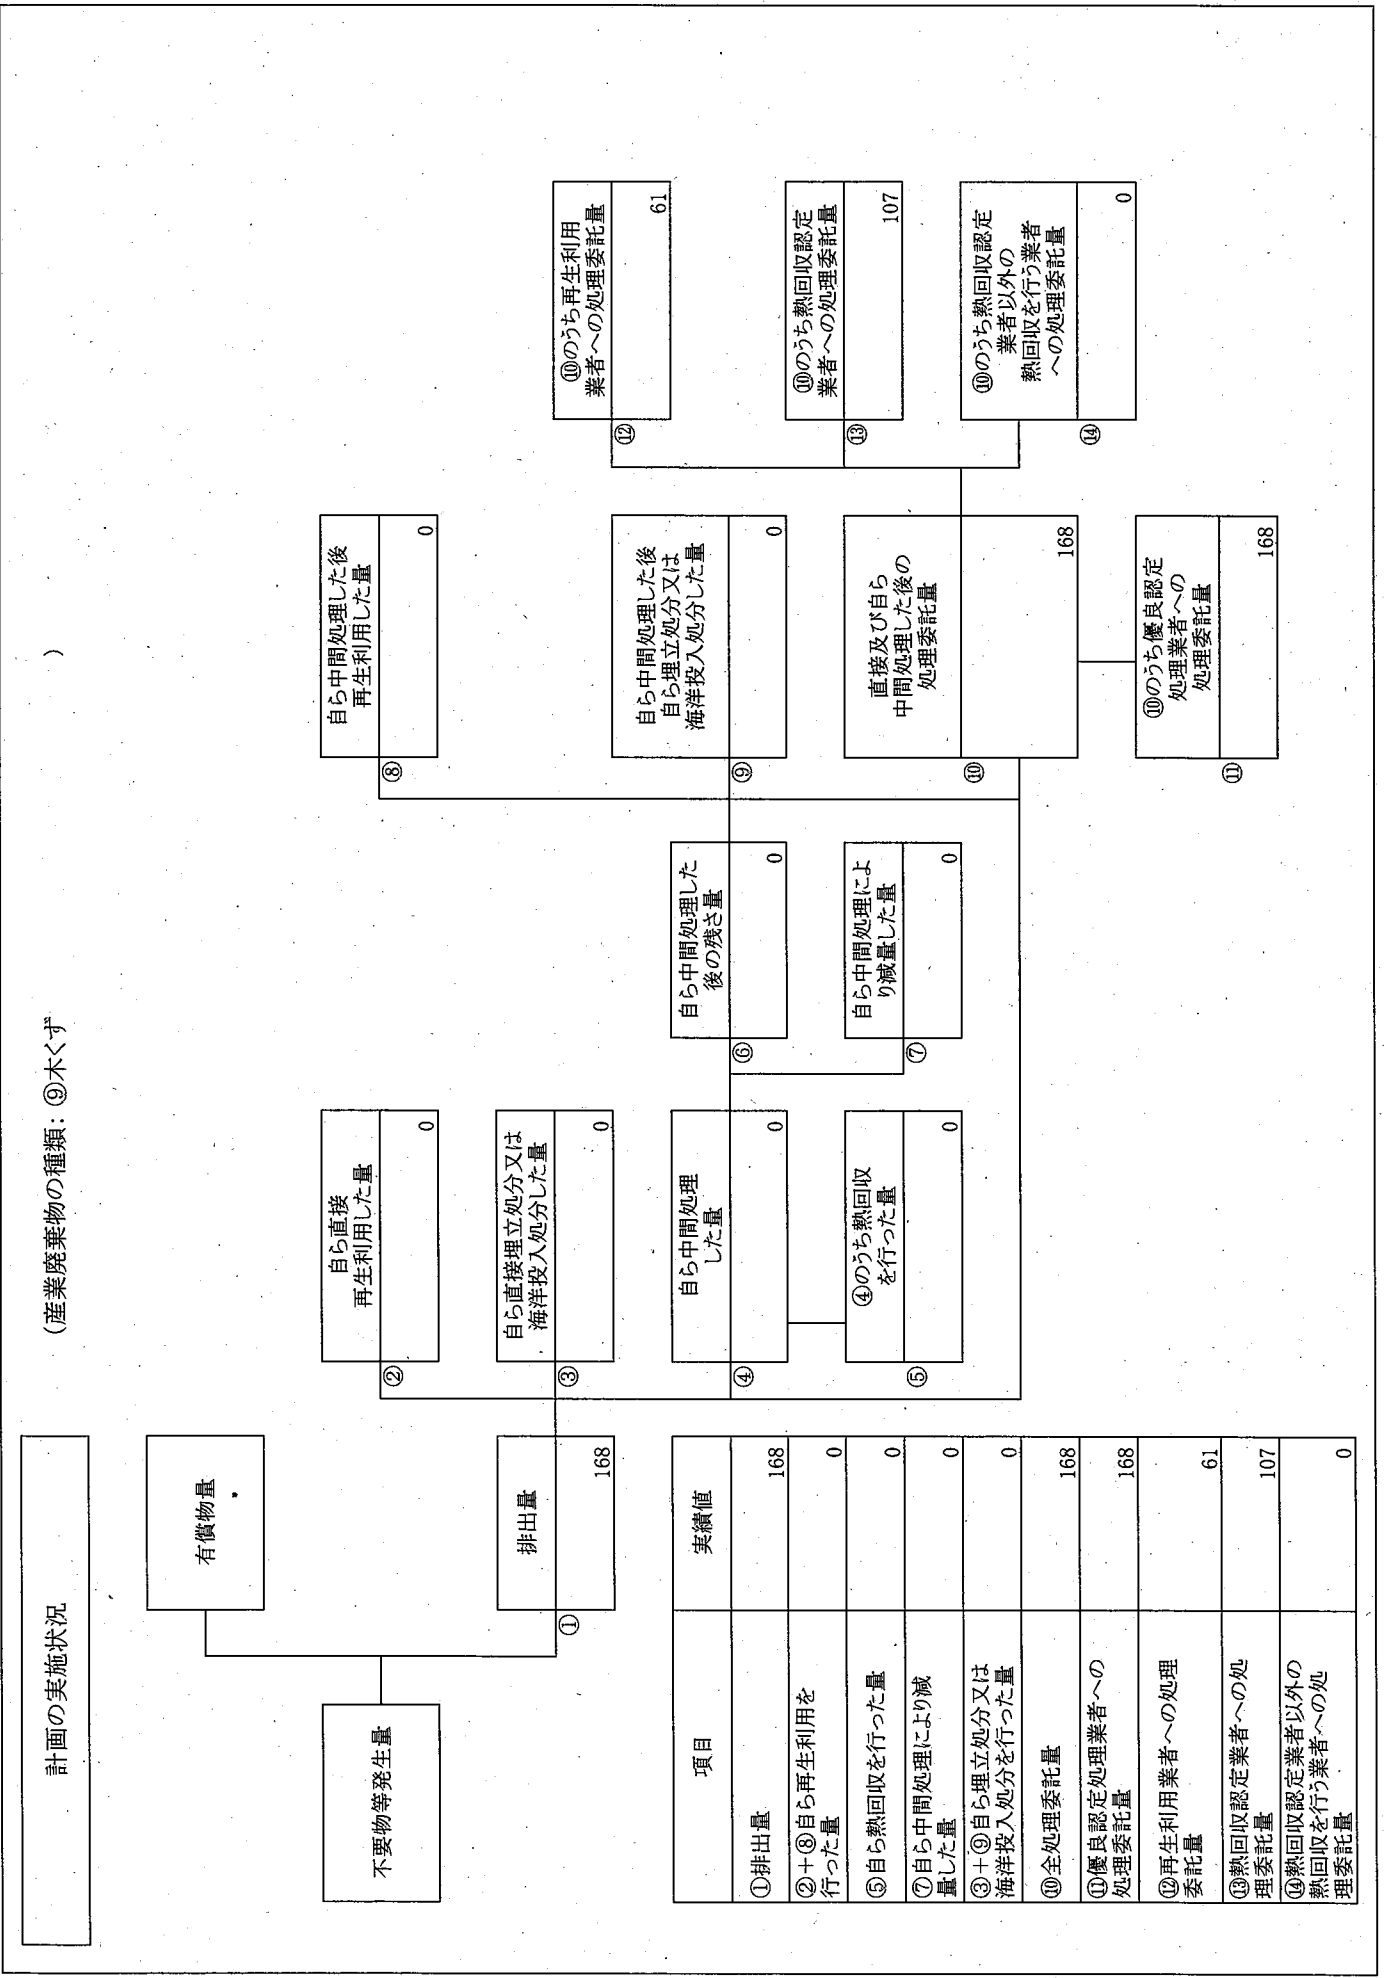 計画の実施状況
(産業廃棄物の種類：⑨木くず
)
不要物等発生量
有償物量
①
排出量
168
②
自ら直接
再生利用した量
0
③
自ら直接埋立処分又は
海洋投入処分した量
0
④
自ら中間処理
した量
0
⑤
④のうち熱回収
を行った量
0
⑥
自ら中間処理した
後の残さ量
0
⑦
自ら中間処理によ
り減量した量
0
⑧
自ら中間処理した後
再生利用した量
0
⑨
自ら中間処理した後
自ら埋立処分又は
海洋投入処分した量
0
⑩
直接及び自ら
中間処理した後の
処理委託量
168
⑪
⑩のうち優良認定
処理業者への
処理委託量
168
⑫
⑩のうち再生利用
業者への処理委託量
61
⑬
⑩のうち熱回収認定
業者への処理委託量
107
⑭
⑩のうち熱回収認定
業者以外の
熱回収を行う業者
への処理委託量
0
項目 実績値
①排出量 168
②＋⑧自ら再生利用を
行った量 0
⑤自ら熱回収を行った量 0
⑦自ら中間処理により減
量した量 0
③＋⑨自ら埋立処分又は
海洋投入処分を行った量 0
⑩全処理委託量 168
⑪優良認定処理業者への
処理委託量 168
⑫再生利用業者への処理
委託量 61
⑬熱回収認定業者への処
理委託量 107
⑭熱回収認定業者以外の
熱回収を行う業者への処
理委託量 0